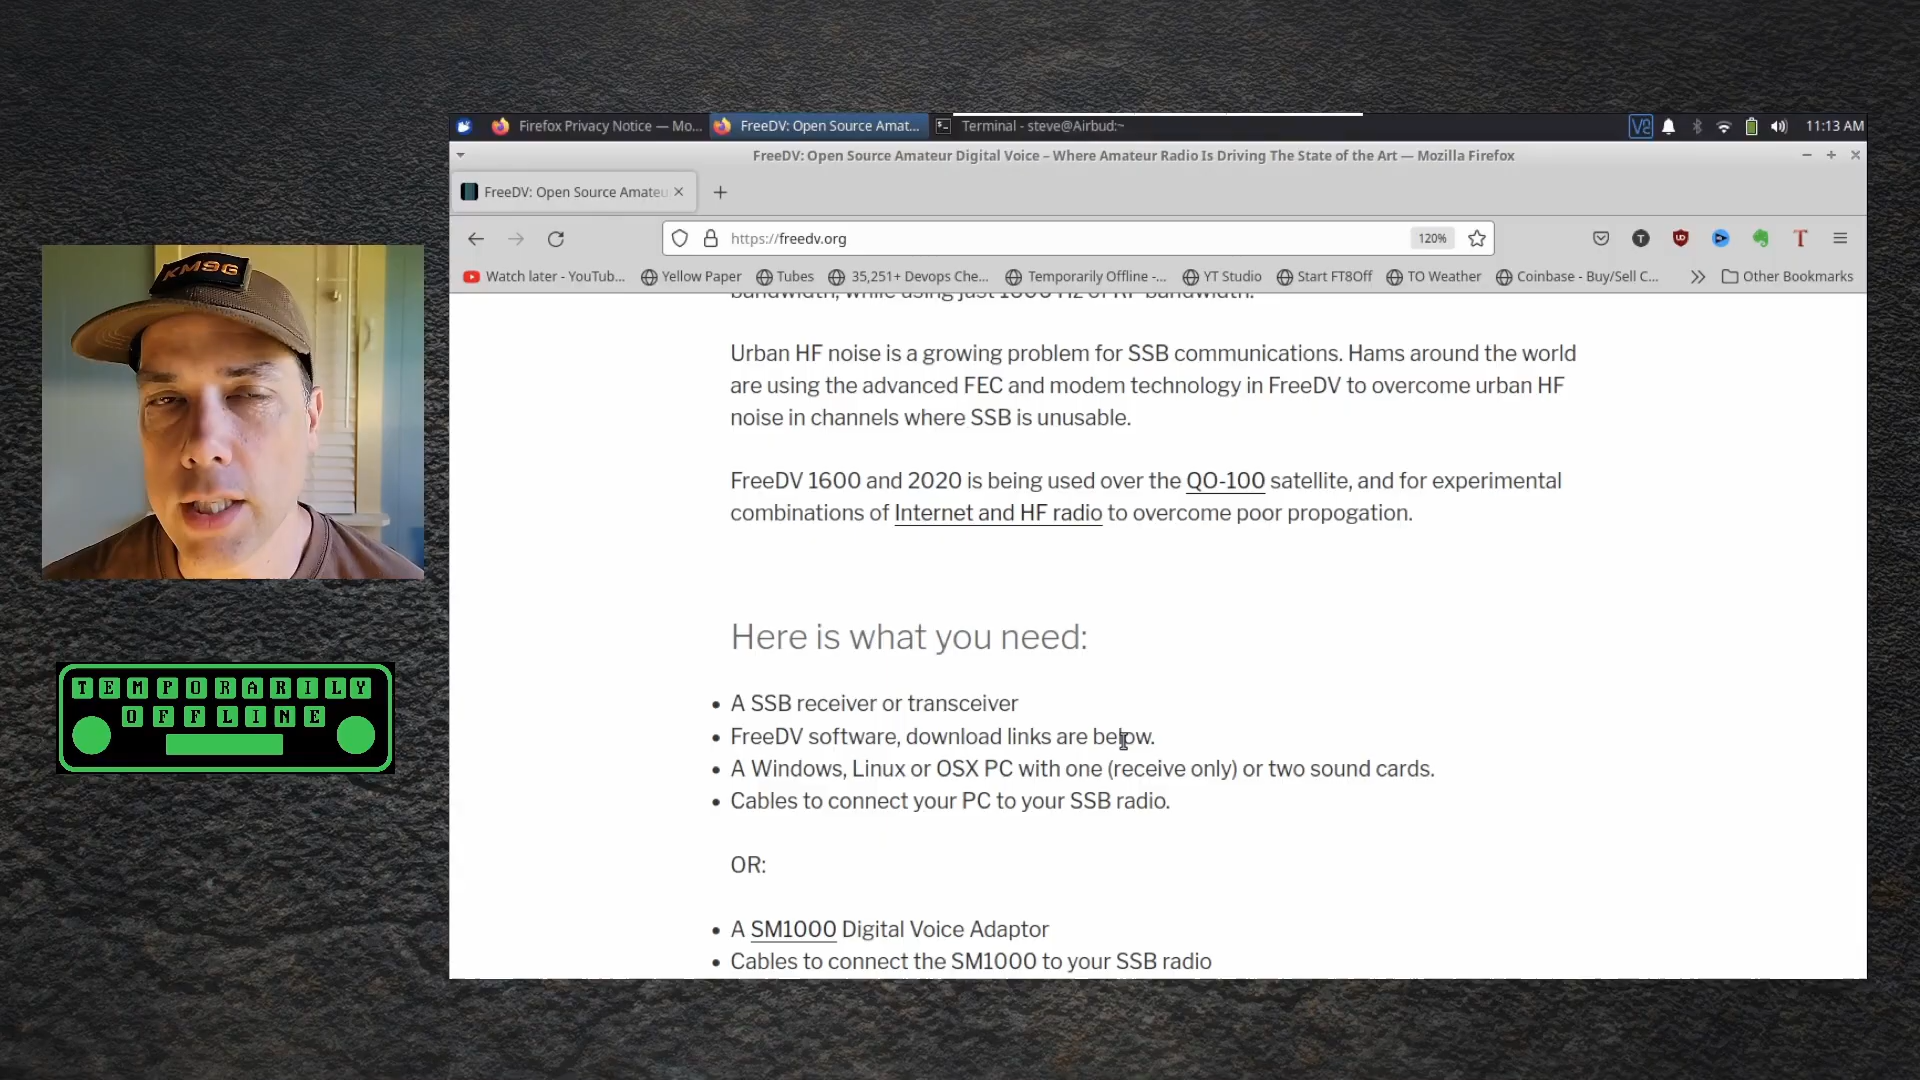 Firefox Privacy Notice — Mo...
FreeDV: Open Source Amat...
Terminal - steve@Airbud:~
11:13 AM
FreeDV: Open Source Amateur Digital Voice – Where Amateur Radio Is Driving The State of the Art — Mozilla Firefox
FreeDV: Open Source Amateu
https://freedv.org
120%
Watch later - YouTub...
Yellow Paper
Tubes
35,251+ Devops Che...
Temporarily Offline -...
YT Studio
Start FT8Off
TO Weather
Coinbase - Buy/Sell C...
Other Bookmarks
KM9G
bandwidth, while using just 1600 Hz of RF bandwidth.
Urban HF noise is a growing problem for SSB communications. Hams around the world
are using the advanced FEC and modem technology in FreeDV to overcome urban HF
noise in channels where SSB is unusable.
FreeDV 1600 and 2020 is being used over the QO-100 satellite, and for experimental
combinations of Internet and HF radio to overcome poor propogation.
Here is what you need:
A SSB receiver or transceiver
FreeDV software, download links are below.
A Windows, Linux or OSX PC with one (receive only) or two sound cards.
Cables to connect your PC to your SSB radio.
OR:
A SM1000 Digital Voice Adaptor
Cables to connect the SM1000 to your SSB radio
TEMPORARILY
OFFLINE